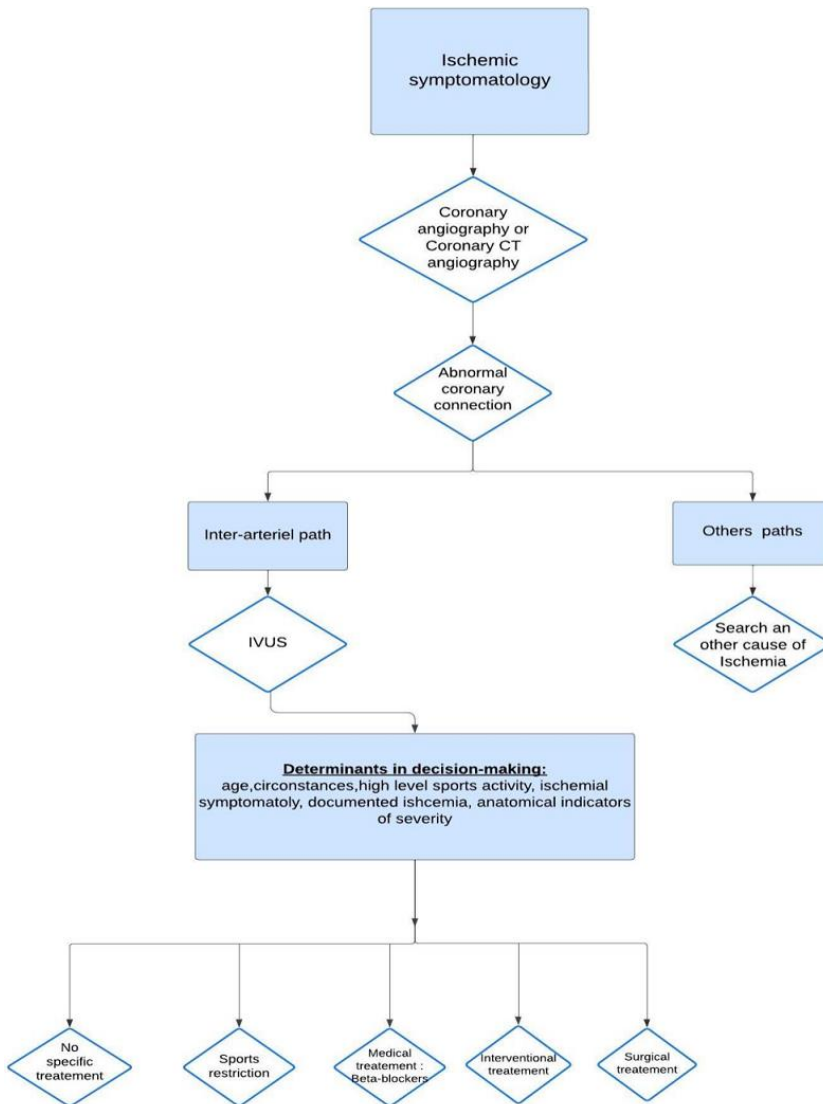 Ischemic
symptomatology
Coronary
angiography or
Coronary CT
angiography
Abnormal
coronary
connection
Inter-arteriel path
Others paths
IVUS
Search an
other cause of
Ischemia
Determinants in decision-making:
age,circonstances,high level sports activity, ischemial
symptomatoly, documented ishcemia, anatomical indicators
of severity
No
specific
treatement
Sports
restriction
Medical
treatement :
Beta-blockers
Interventional
treatement
Surgical
treatement